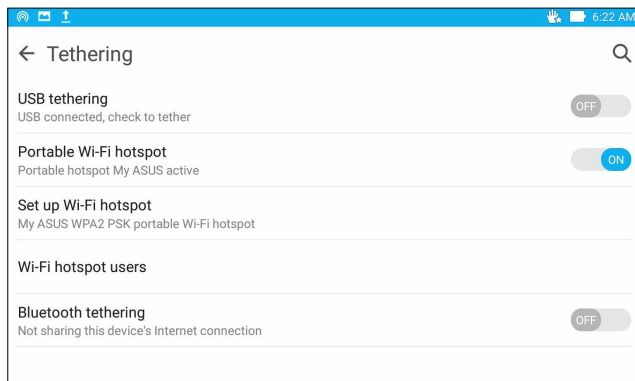 6:22 AM
Tethering
USB tethering
OFF
USB connected, check to tether
Portable Wi-Fi hotspot
ON
Portable hotspot My ASUS active
Set up Wi-Fi hotspot
My ASUS WPA2 PSK portable Wi-Fi hotspot
Wi-Fi hotspot users
Bluetooth tethering
OFF
Not sharing this device's Internet connection